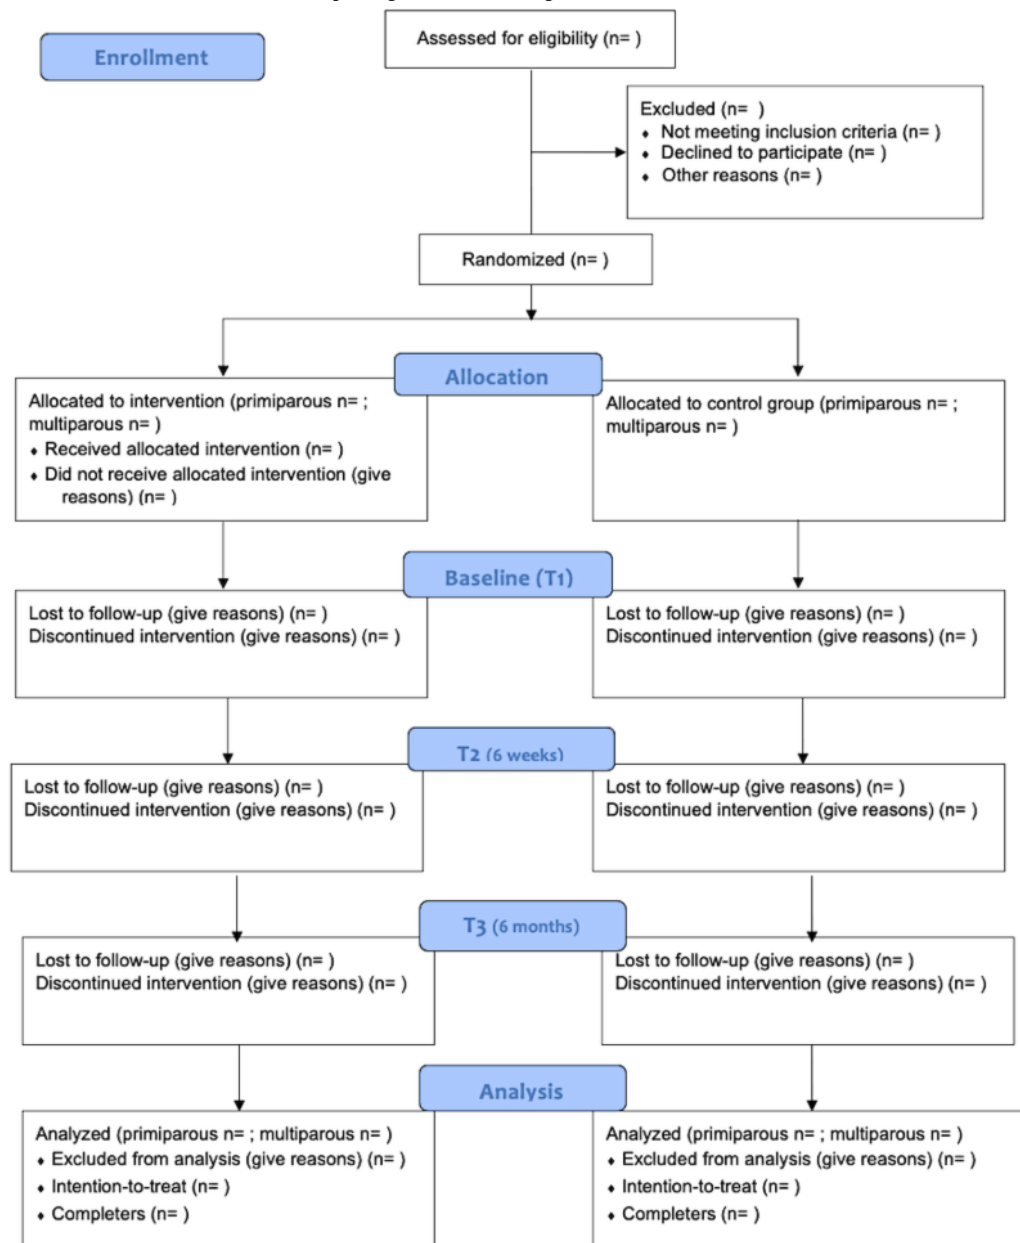 Enrollment
Assessed for eligibility (n= )
Excluded (n= )
♦ Not meeting inclusion criteria (n= )
♦ Declined to participate (n= )
♦ Other reasons (n= )
Randomized (n= )
Allocation
Allocated to intervention (primiparous n= ;
multiparous n= )
♦ Received allocated intervention (n= )
♦ Did not receive allocated intervention (give
reasons) (n= )
Allocated to control group (primiparous n= ;
multiparous n= )
Baseline (T1)
Lost to follow-up (give reasons) (n= )
Discontinued intervention (give reasons) (n= )
Lost to follow-up (give reasons) (n= )
Discontinued intervention (give reasons) (n= )
T2 (6 weeks)
Lost to follow-up (give reasons) (n= )
Discontinued intervention (give reasons) (n= )
Lost to follow-up (give reasons) (n= )
Discontinued intervention (give reasons) (n= )
T3 (6 months)
Lost to follow-up (give reasons) (n= )
Discontinued intervention (give reasons) (n= )
Lost to follow-up (give reasons) (n= )
Discontinued intervention (give reasons) (n= )
Analysis
Analyzed (primiparous n= ; multiparous n= )
♦ Excluded from analysis (give reasons) (n= )
♦ Intention-to-treat (n= )
♦ Completers (n= )
Analyzed (primiparous n= ; multiparous n= )
♦ Excluded from analysis (give reasons) (n= )
♦ Intention-to-treat (n= )
♦ Completers (n= )